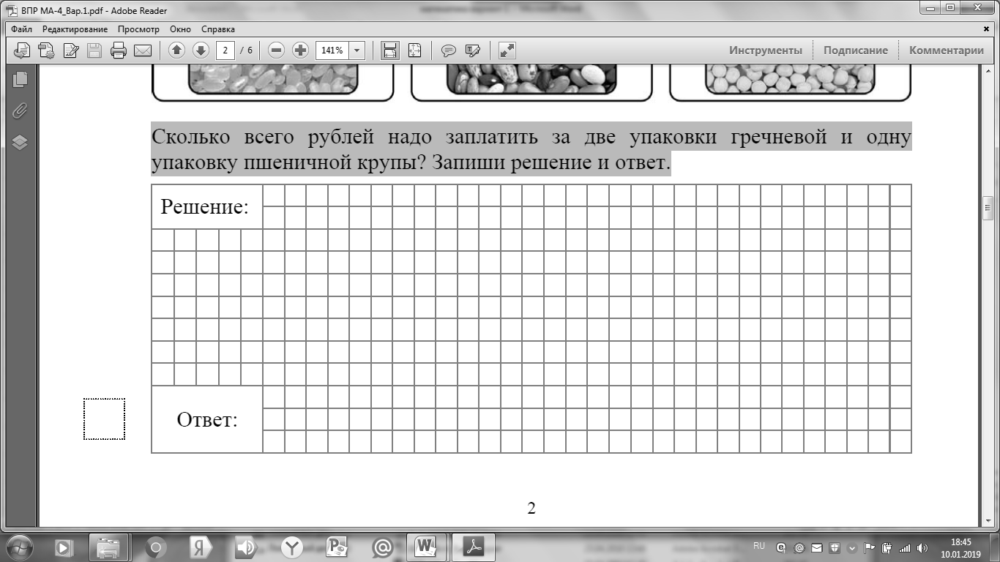 ВПР МА-4_Вар.1.pdf - Adobe Reader
Файл Редактирование Просмотр Окно Справка
2 / 6 141% Инструменты Подписание Комментарии
Сколько всего рублей надо заплатить за две упаковки гречневой и одну
упаковку пшеничной крупы? Запиши решение и ответ.
Решение:
Ответ:
2
RU 18:45
10.01.2019